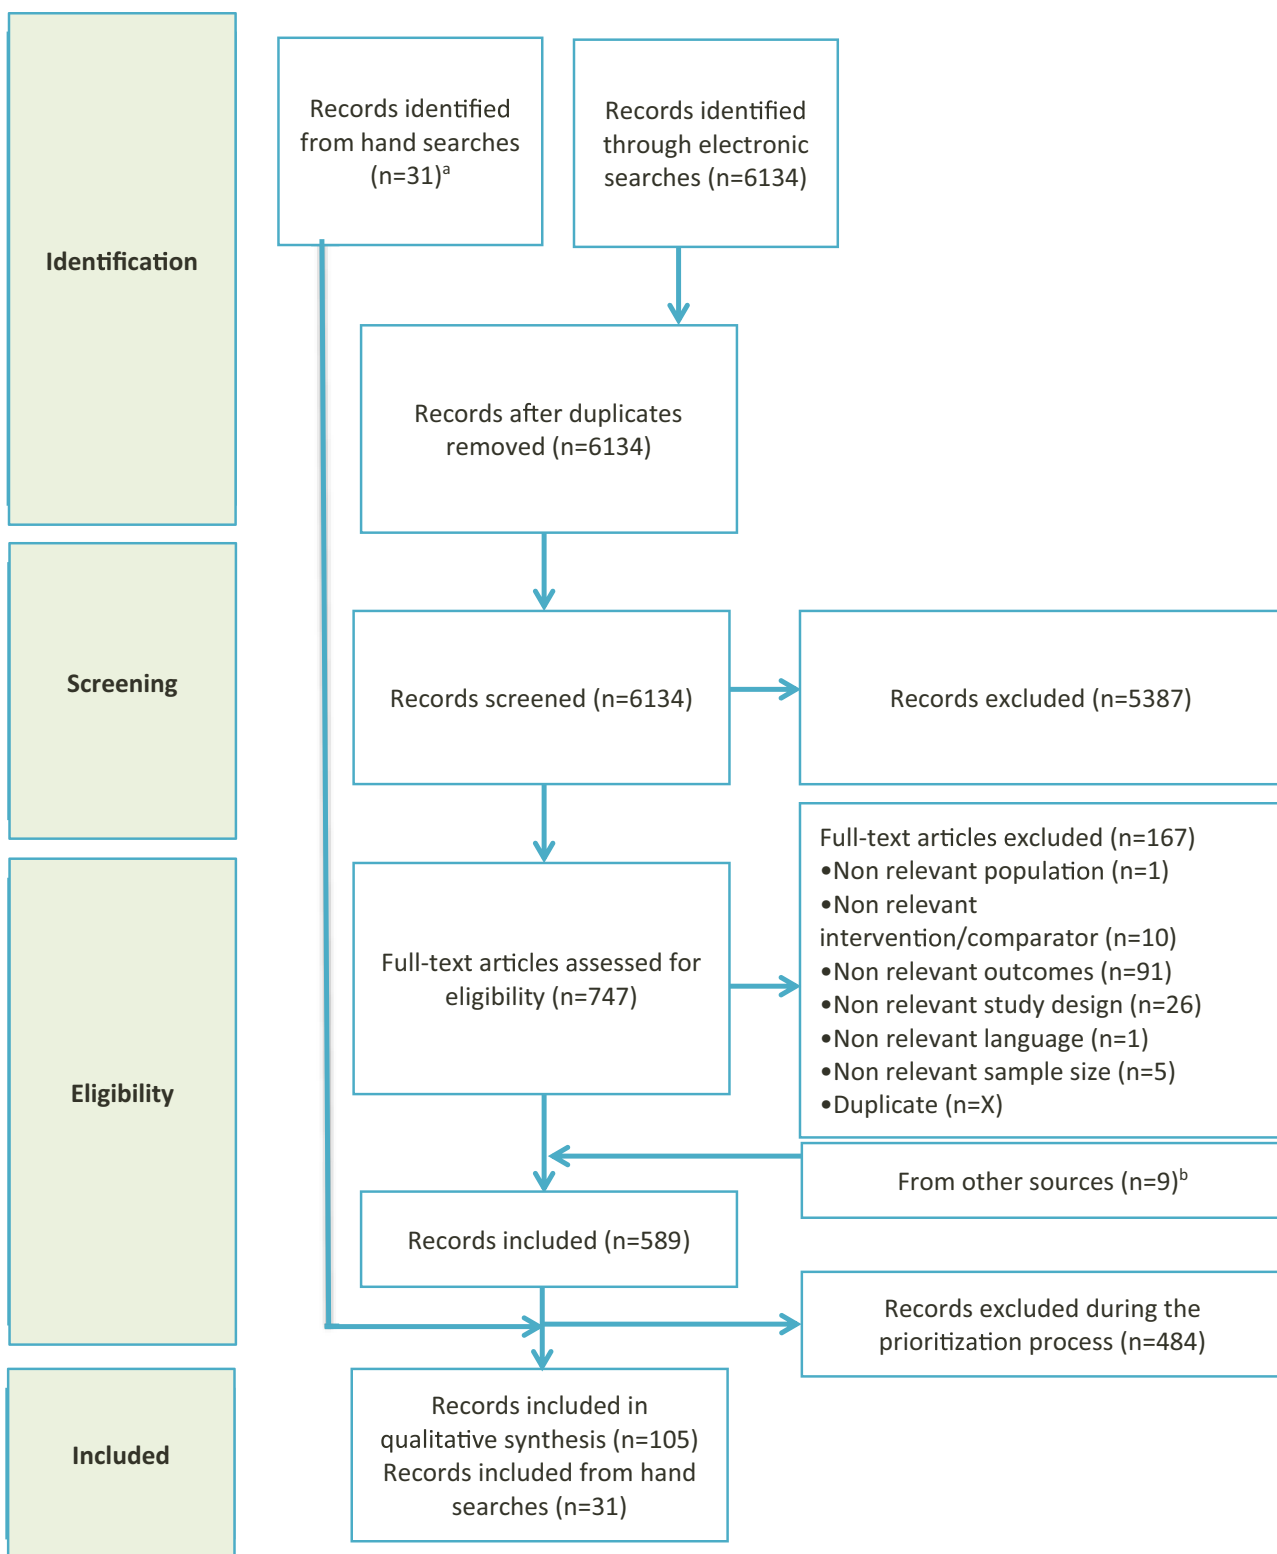 Identification
Records identified
from hand searches
(n=31)a
Records identified
through electronic
searches (n=6134)
Records after duplicates
removed (n=6134)
Screening
Records screened (n=6134)
Records excluded (n=5387)
Eligibility
Full-text articles assessed for
eligibility (n=747)
Full-text articles excluded (n=167)
•Non relevant population (n=1)
•Non relevant
intervention/comparator (n=10)
•Non relevant outcomes (n=91)
•Non relevant study design (n=26)
•Non relevant language (n=1)
•Non relevant sample size (n=5)
•Duplicate (n=X)
From other sources (n=9)b
Records included (n=589)
Records excluded during the
prioritization process (n=484)
Included
Records included in
qualitative synthesis (n=105)
Records included from hand
searches (n=31)